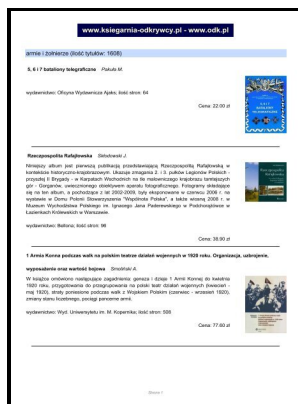 www.ksiegarnia-odkrywcy.pl - www.odk.pl
armie i żołnierze (ilość tytułów: 1608)
5, 6 i 7 bataliony telegraficzne Pakuła M.
wydawnictwo: Oficyna Wydawnicza Ajaks; ilość stron: 64
Cena: 22.00 zł
Rzeczpospolita Rafajłowska Skłodowski J.
Niniejszy album jest pierwszą publikacją przedstawiającą Rzeczpospolitą Rafajłowską w
kontekście historyczno-krajobrazowym. Ukazuje zmagania 2. i 3. pułków Legionów Polskich -
przyszłej II Brygady - w Karpatach Wschodnich na tle malowniczego krajobrazu tamtejszych
gór - Gorganów, uwiecznionego obiektywem aparatu fotograficznego. Fotogramy składające
się na ten album, a pochodzące z lat 2002-2009, były eksponowane w czerwcu 2008 r. na
wystawie w Domu Polonii Stowarzyszenia "Wspólnota Polska", a także wiosną 2009 r. w
Muzeum Wychodźstwa Polskiego im. Ignacego Jana Paderewskiego w Podchorążówce w
Łazienkach Królewskich w Warszawie.
wydawnictwo: Bellona; ilość stron: 96
Cena: 38.90 zł
1 Armia Konna podczas walk na polskim teatrze działań wojennych w 1920 roku. Organizacja, uzbrojenie,
wyposażenie oraz wartość bojowa Smoliński A.
W książce omówiono następujące zagadnienia: geneza i dzieje 1 Armii Konnej do kwietnia
1920 roku, przygotowania do przegrupowania na polski teatr działań wojennych (kwiecień -
maj 1920), straty poniesione podczas walk z Wojskiem Polskim (czerwiec - wrzesień 1920),
zmiany stanu liczebnego, pociągi pancerne armii.
wydawnictwo: Wyd. Uniwersytetu im. M. Kopernika; ilość stron: 508
Cena: 77.60 zł
Strona 1